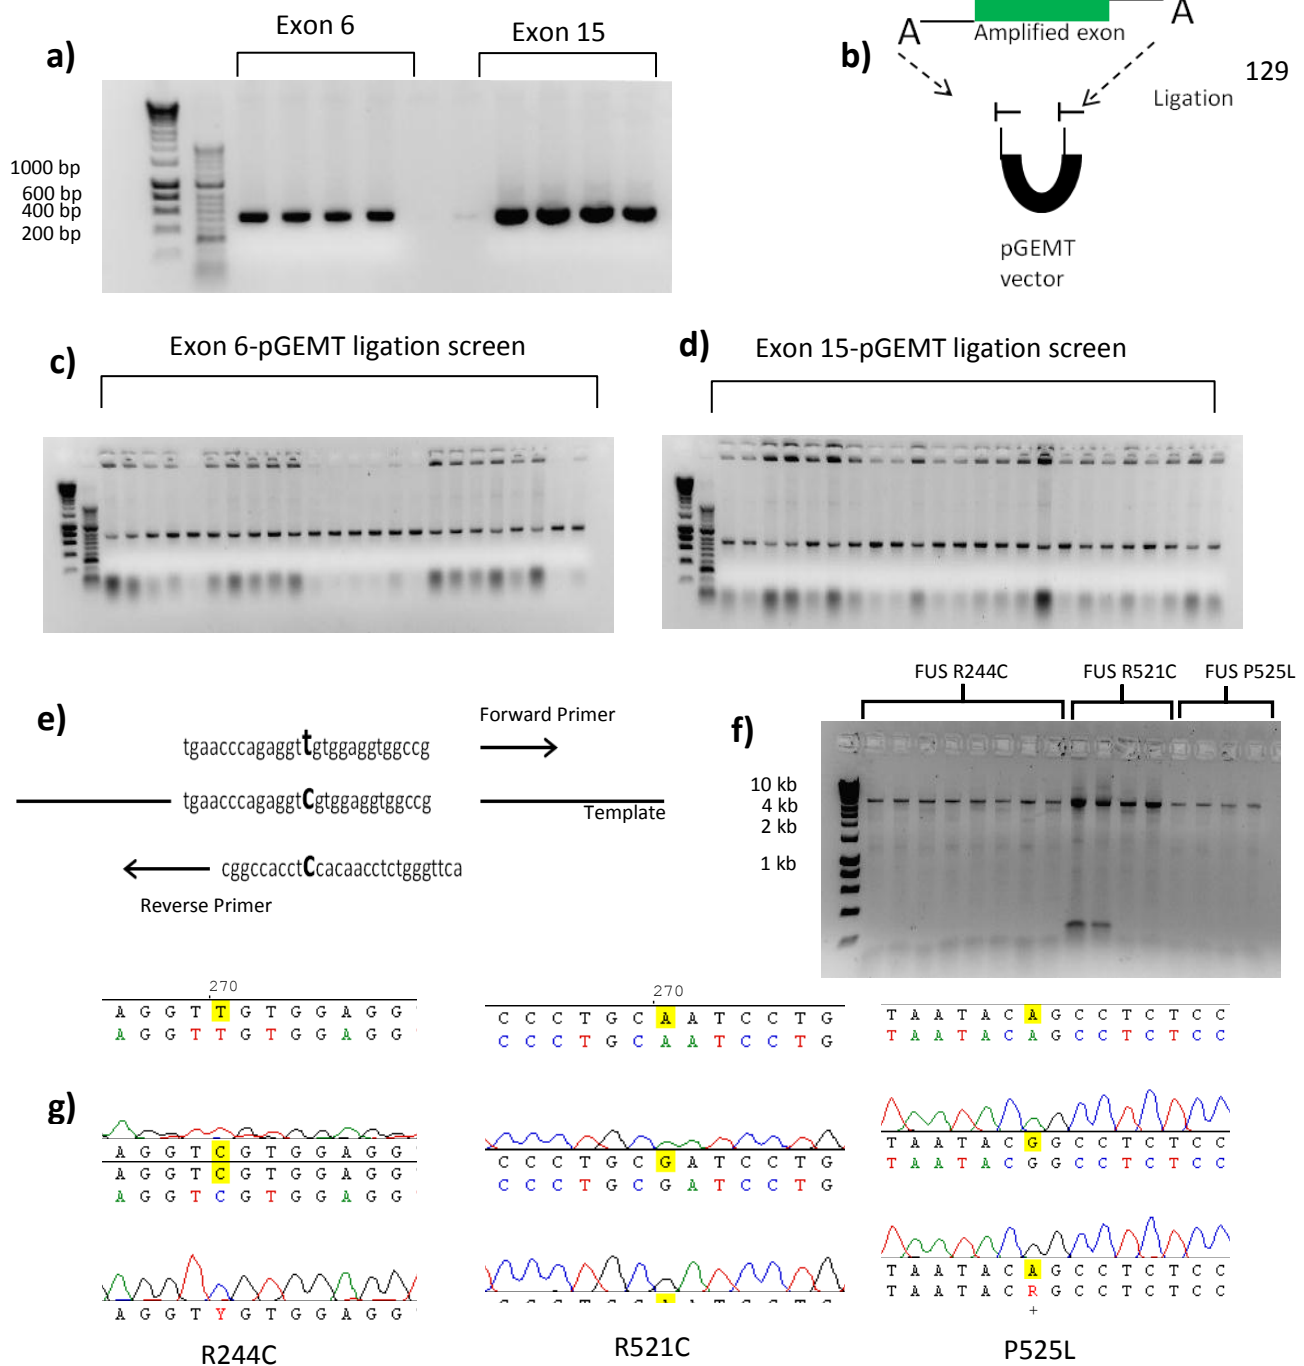 a)
Exon 6
Exon 15
1000 bp
600 bp
400 bp
200 bp
b)
A
A
Amplified exon
129
Ligation
pGEMT
vector
c)
Exon 6-pGEMT ligation screen
d)
Exon 15-pGEMT ligation screen
e)
Forward Primer
tgaacccagaggttgtggaggtggccg
tgaacccagaggtCgtggaggtggccg
Template
cggccacctCcacaacctctgggttca
Reverse Primer
f)
FUS R244C
FUS R521C
FUS P525L
10 kb
4 kb
2 kb
1 kb
g)
270
A G G T T G T G G A G G
A G G T T G T G G A G G
A G G T C G T G G A G G
A G G T C G T G G A G G
A G G T C G T G G A G G
A G G T Y G T G G A G G
R244C
270
C C C T G C A A T C C T G
C C C T G C A A T C C T G
C C C T G C G A T C C T G
C C C T G C G A T C C T G
R521C
T A A T A C A G C C T C T C C
T A A T A C A G C C T C T C C
T A A T A C G G C C T C T C C
T A A T A C G G C C T C T C C
T A A T A C A G C C T C T C C
T A A T A C R G C C T C T C C
+
P525L